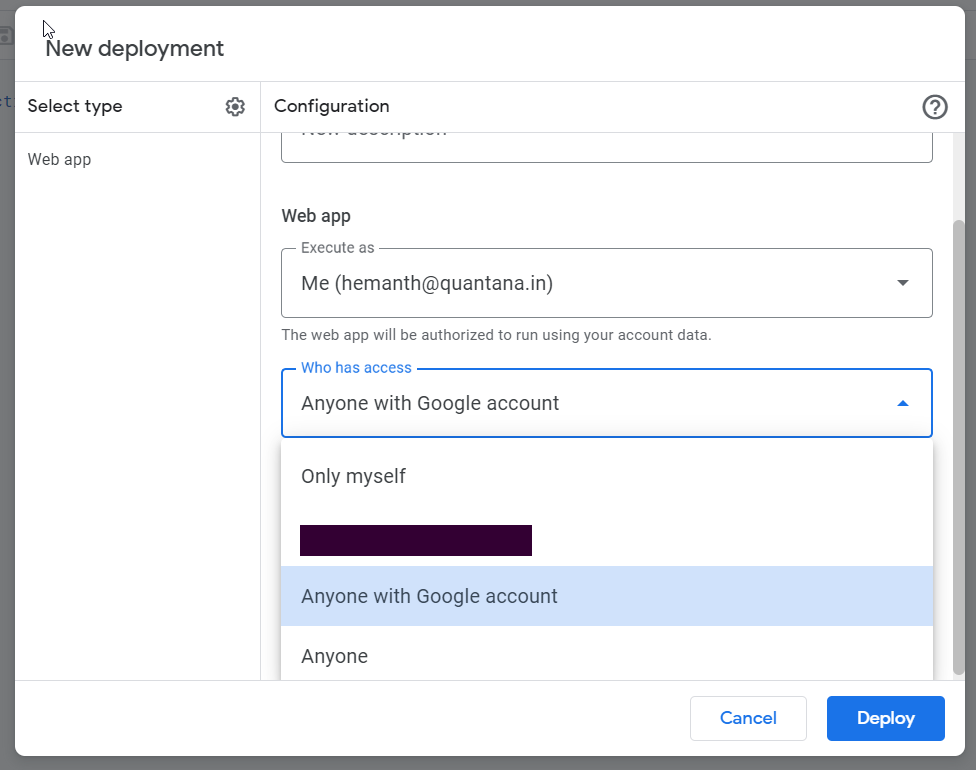 New deployment
Select type
Configuration
Web app
New description
Web app
Execute as
Me (hemanth@quantana.in)
The web app will be authorized to run using your account data.
Who has access
Anyone with Google account
Only myself
Anyone with Google account
Anyone
Cancel
Deploy